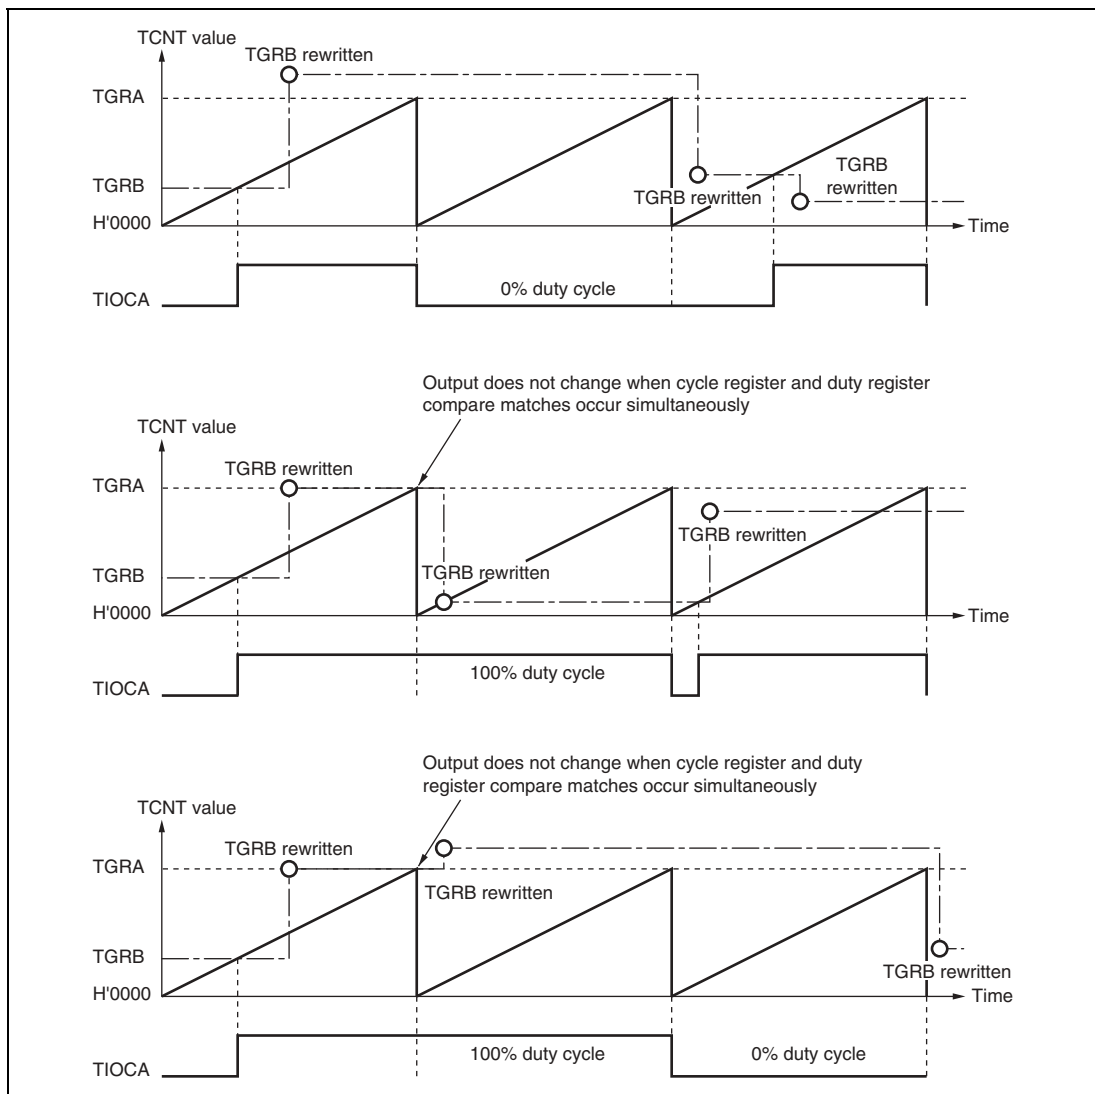 TCNT value
TGRB rewritten
TGRA
TGRB
TGRB
rewritten
TGRB rewritten
H'0000
Time
0% duty cycle
TIOCA
Output does not change when cycle register and duty register
compare matches occur simultaneously
TCNT value
TGRB rewritten
TGRA
TGRB rewritten
TGRB
TGRB rewritten
H'0000
Time
100% duty cycle
TIOCA
Output does not change when cycle register and duty
register compare matches occur simultaneously
TCNT value
TGRB rewritten
TGRA
TGRB rewritten
TGRB
TGRB rewritten
H'0000
Time
100% duty cycle
0% duty cycle
TIOCA